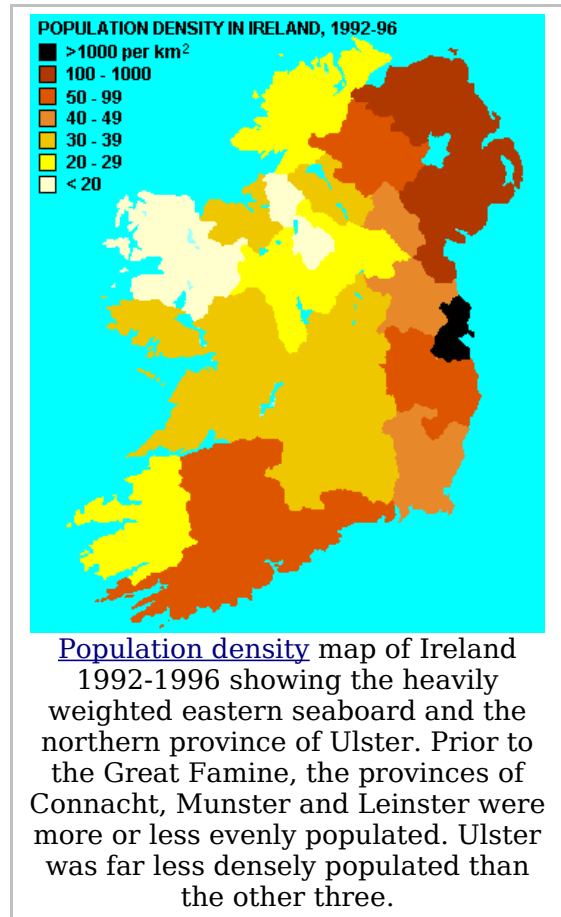 POPULATION DENSITY IN IRELAND, 1992-96
>1000 per km²
100 - 1000
50 - 99
40 - 49
30 - 39
20 - 29
< 20
Population density map of Ireland
1992-1996 showing the heavily
weighted eastern seaboard and the
northern province of Ulster. Prior to
the Great Famine, the provinces of
Connacht, Munster and Leinster were
more or less evenly populated. Ulster
was far less densely populated than
the other three.